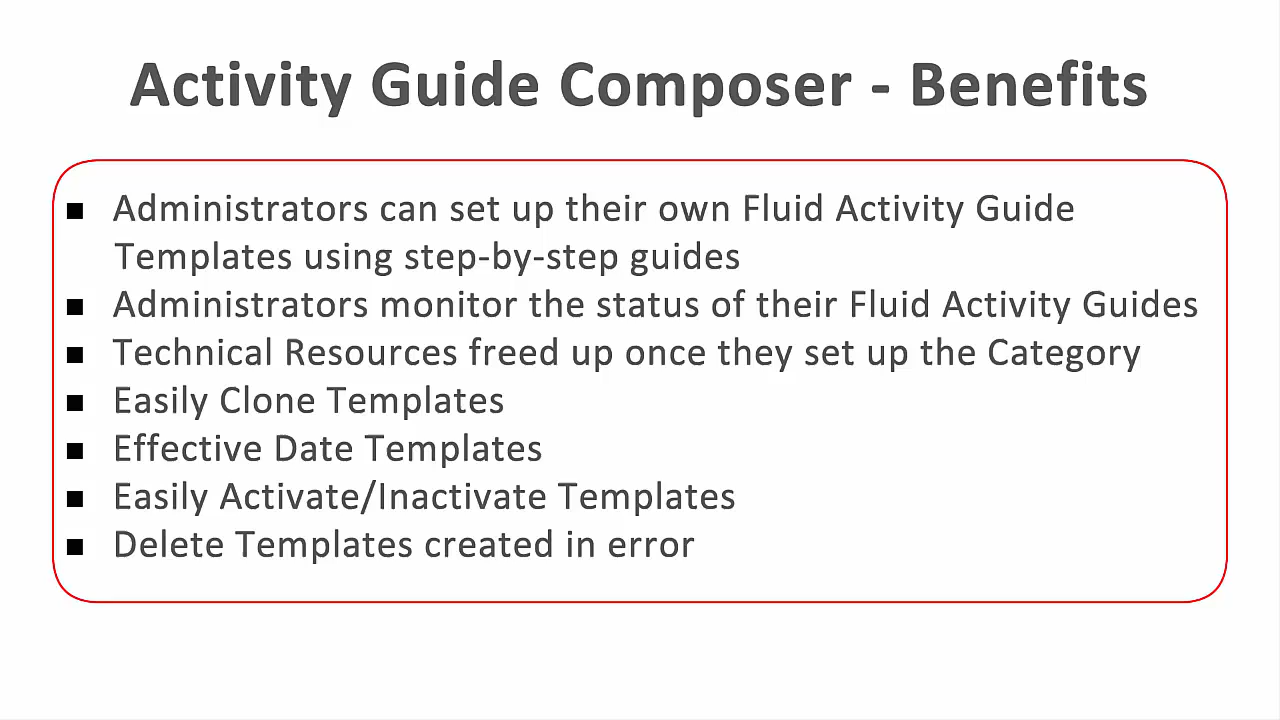 Activity Guide Composer - Benefits
■ Administrators can set up their own Fluid Activity Guide
Templates using step-by-step guides
■ Administrators monitor the status of their Fluid Activity Guides
■ Technical Resources freed up once they set up the Category
■ Easily Clone Templates
■ Effective Date Templates
■ Easily Activate/Inactivate Templates
■ Delete Templates created in error